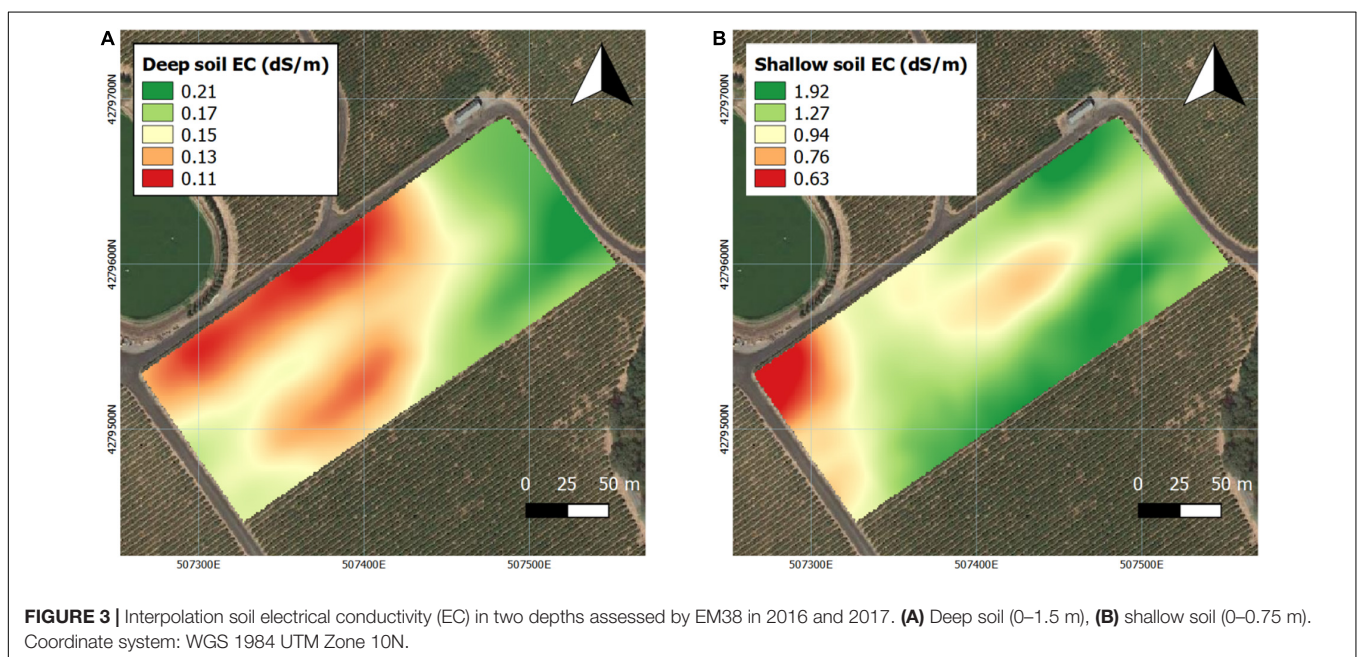 A
Deep soil EC (dS/m)
0.21
0.17
0.15
0.13
0.11
4279700N
4279600N
4279500N
0 25 50 m
507300E 507400E 507500E
B
Shallow soil EC (dS/m)
1.92
1.27
0.94
0.76
0.63
4279700N
4279600N
4279500N
0 25 50 m
507300E 507400E 507500E
FIGURE 3 | Interpolation soil electrical conductivity (EC) in two depths assessed by EM38 in 2016 and 2017. (A) Deep soil (0–1.5 m), (B) shallow soil (0–0.75 m).
Coordinate system: WGS 1984 UTM Zone 10N.